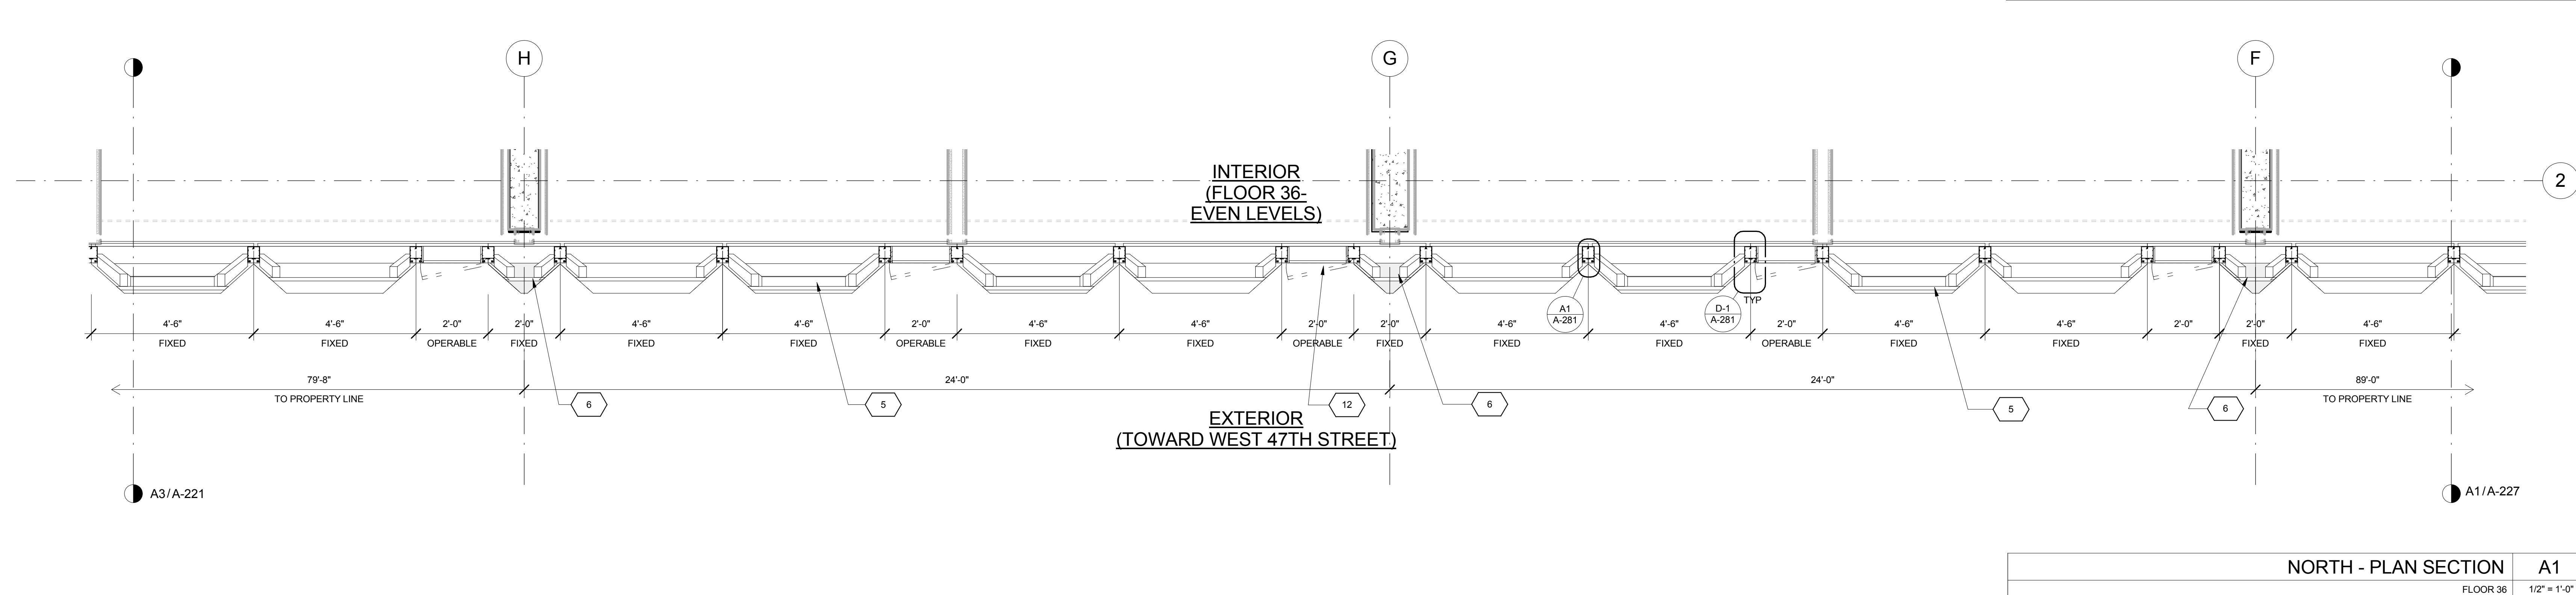 H
G
F
2
INTERIOR
(FLOOR 36-
EVEN LEVELS)
A1
A-281
D-1
A-281
TYP
4'-6" 4'-6" 2'-0" 2'-0" 4'-6" 4'-6" 2'-0" 4'-6" 4'-6" 2'-0" 2'-0" 4'-6" 4'-6" 2'-0" 4'-6" 4'-6" 2'-0" 2'-0" 4'-6"
FIXED FIXED OPERABLE FIXED FIXED FIXED OPERABLE FIXED FIXED OPERABLE FIXED FIXED FIXED OPERABLE FIXED FIXED OPERABLE FIXED FIXED
79'-8" 24'-0" 24'-0" 89'-0"
TO PROPERTY LINE TO PROPERTY LINE
6 5 12 6 5 6
EXTERIOR
(TOWARD WEST 47TH STREET)
A3/A-221
A1/A-227
NORTH - PLAN SECTION A1
FLOOR 36 1/2" = 1'-0"